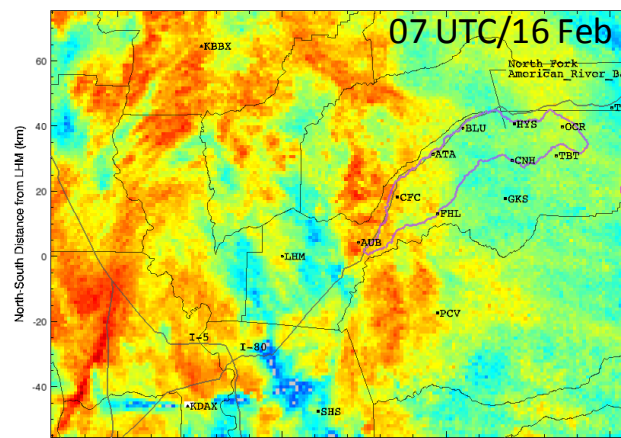 07 UTC/16 Feb
KBBX
North_Fork
American_River_Ba
T
HYS
OCR
BLU
ATA
TBT
CNH
CFC
GKS
FHL
AUB
LHM
PCV
I-5
I-80
KDAX
SHS
60
40
20
0
-20
-40
North-South Distance from LHM (km)